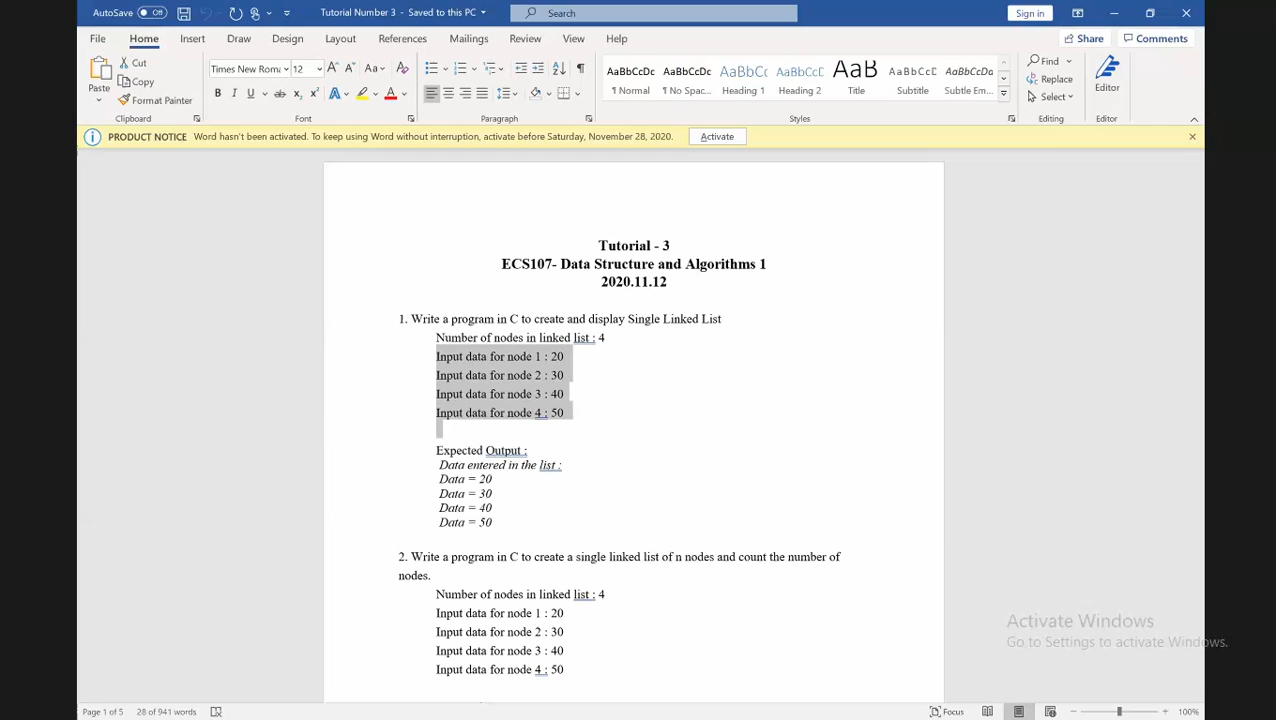 AutoSave Off Tutorial Number 3 - Saved to this PC Search Sign in
File Home Insert Draw Design Layout References Mailings Review View Help Share Comments
Paste Cut Copy Format Painter Clipboard
Times New Roma 12 Font
Paragraph
AaBbCcDc AaBbCcDc AaBbC AaBbCcD AaB AaBbCcD AaBbCcDc
¶ Normal ¶ No Spac... Heading 1 Heading 2 Title Subtitle Subtle Em...
Styles
Find Replace Select Editing
Editor Editor
PRODUCT NOTICE Word hasn't been activated. To keep using Word without interruption, activate before Saturday, November 28, 2020. Activate
Tutorial - 3
ECS107- Data Structure and Algorithms 1
2020.11.12
1. Write a program in C to create and display Single Linked List
Number of nodes in linked list : 4
Input data for node 1 : 20
Input data for node 2 : 30
Input data for node 3 : 40
Input data for node 4 : 50
Expected Output :
Data entered in the list :
Data = 20
Data = 30
Data = 40
Data = 50
2. Write a program in C to create a single linked list of n nodes and count the number of
nodes.
Number of nodes in linked list : 4
Input data for node 1 : 20
Input data for node 2 : 30
Input data for node 3 : 40
Input data for node 4 : 50
Activate Windows
Go to Settings to activate Windows.
Page 1 of 5 28 of 941 words Focus 100%